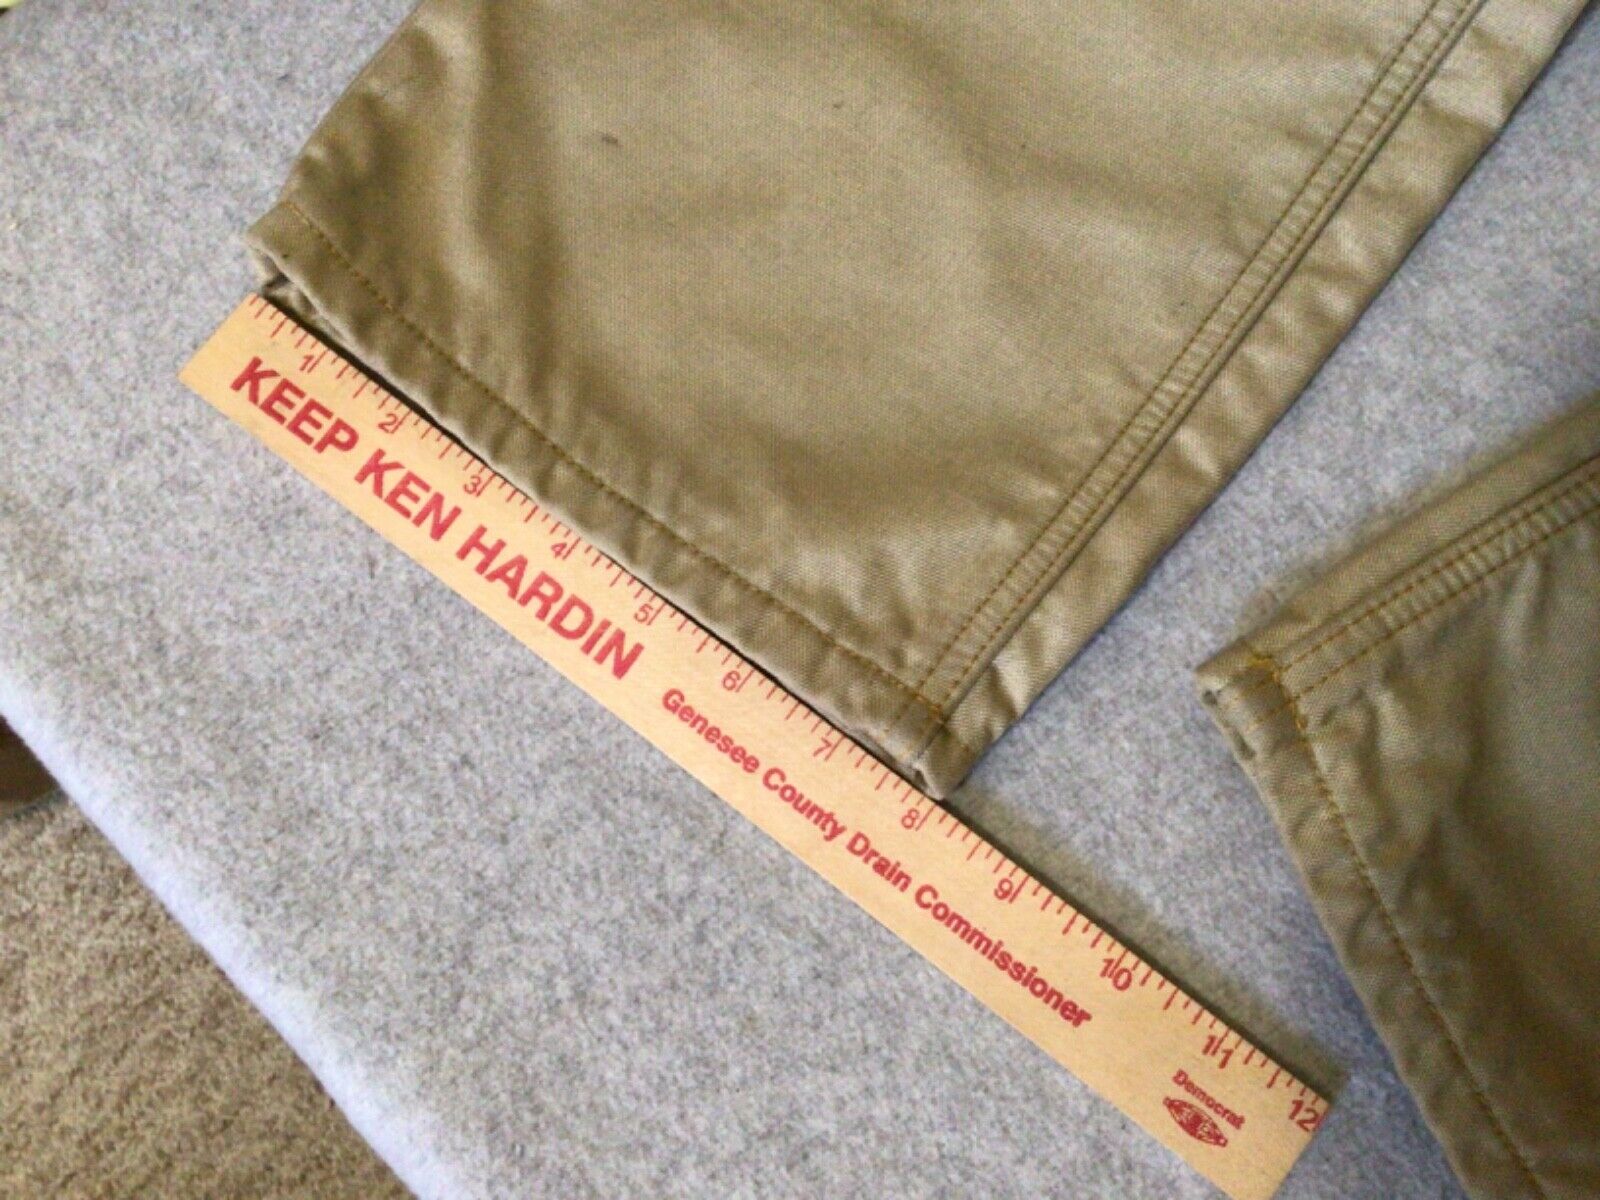 1 2 3 4 5 6 7 8 9 10 11 12
KEEP KEN HARDIN
Genesee County Drain Commissioner
Democrat